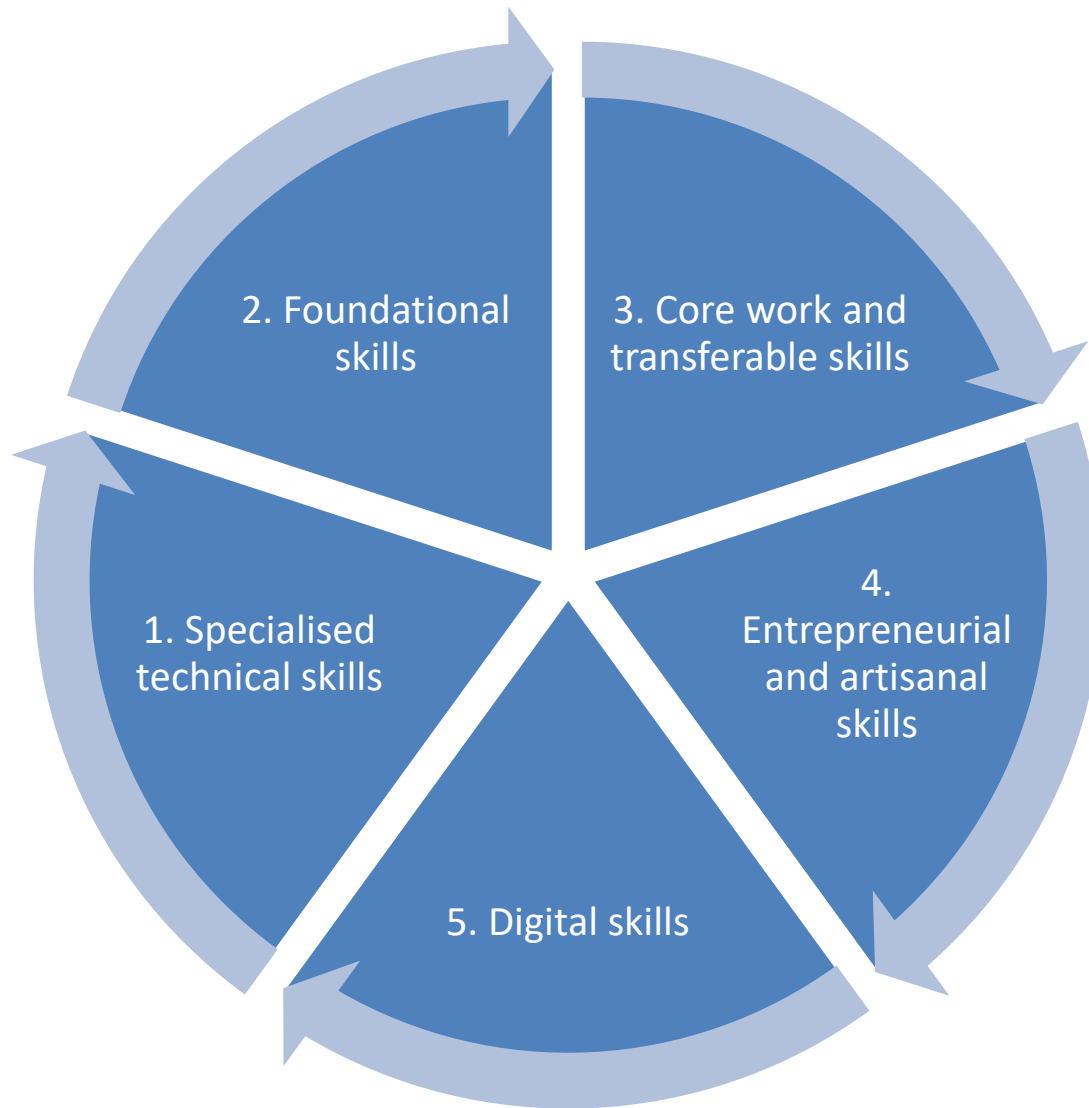 2. Foundational
skills
3. Core work and
transferable skills
1. Specialised
technical skills
4.
Entrepreneurial
and artisanal
skills
5. Digital skills